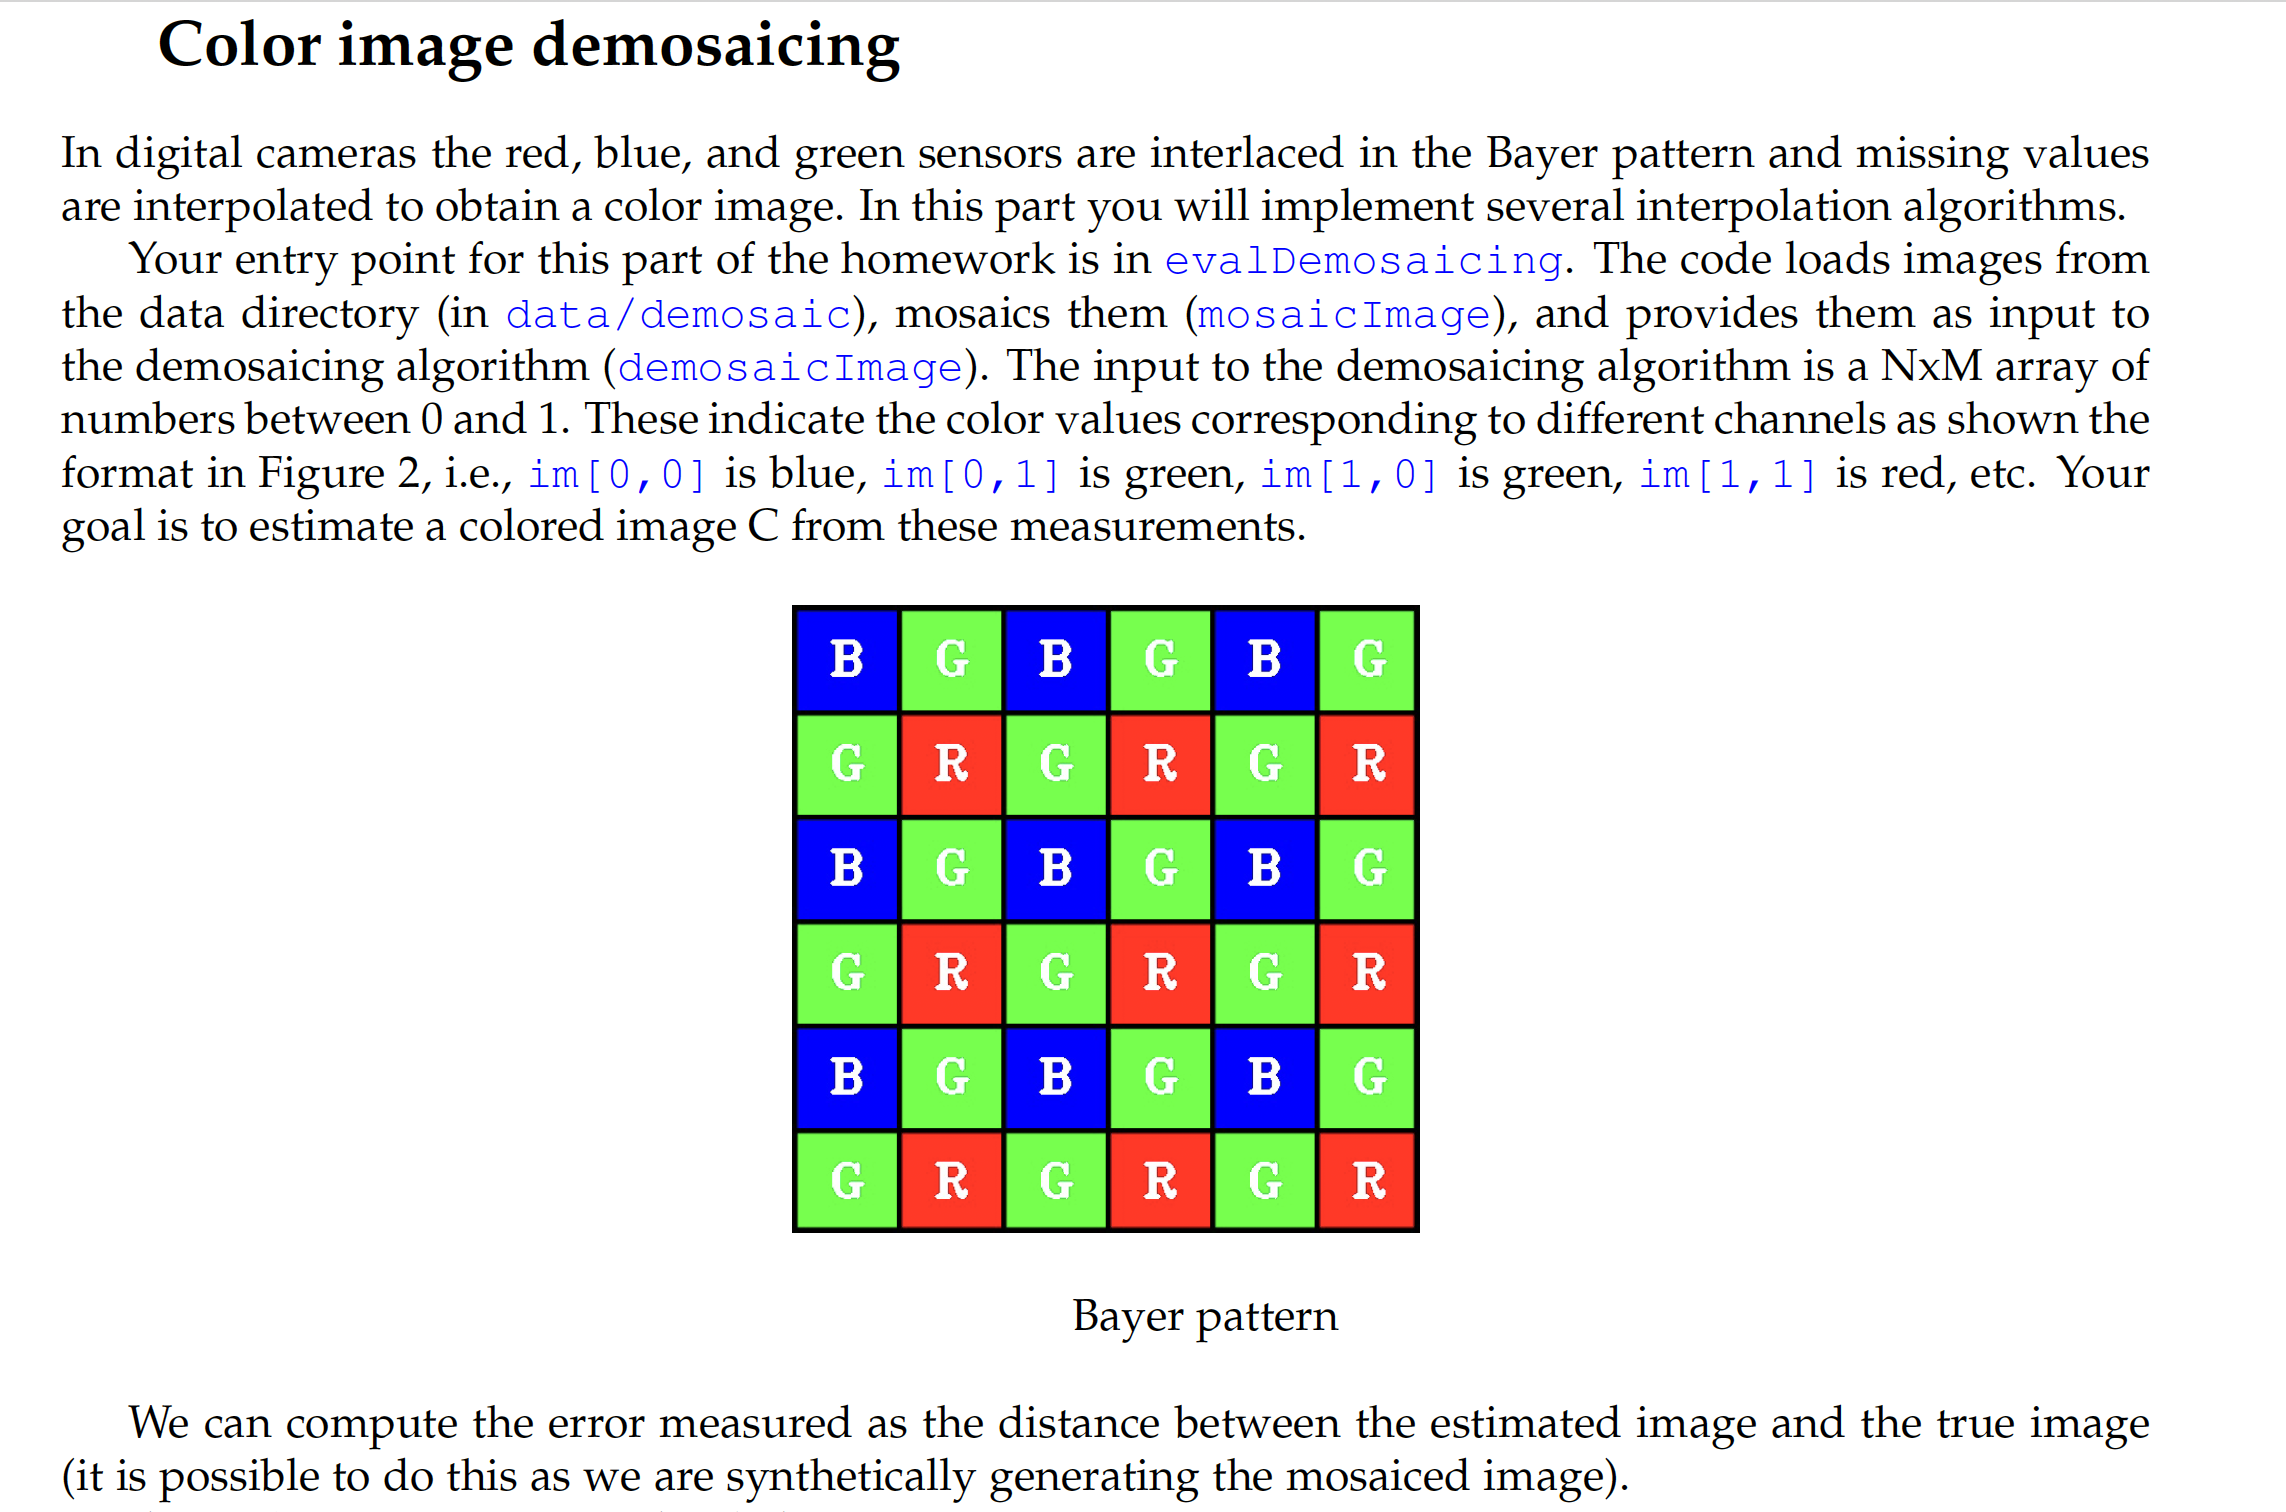 Color image demosaicing
In digital cameras the red, blue, and green sensors are interlaced in the Bayer pattern and missing values
are interpolated to obtain a color image. In this part you will implement several interpolation algorithms.
Your entry point for this part of the homework is in evalDemosaicing. The code loads images from
the data directory (in data/demosaic), mosaics them (mosaicImage), and provides them as input to
the demosaicing algorithm (demosaicImage). The input to the demosaicing algorithm is a NxM array of
numbers between 0 and 1. These indicate the color values corresponding to different channels as shown the
format in Figure 2, i.e., im[0,0] is blue, im[0,1] is green, im[1,0] is green, im[1,1] is red, etc. Your
goal is to estimate a colored image C from these measurements.
B G B G B G
G R G R G R
B G B G B G
G R G R G R
B G B G B G
G R G R G R
Bayer pattern
We can compute the error measured as the distance between the estimated image and the true image
(it is possible to do this as we are synthetically generating the mosaiced image).